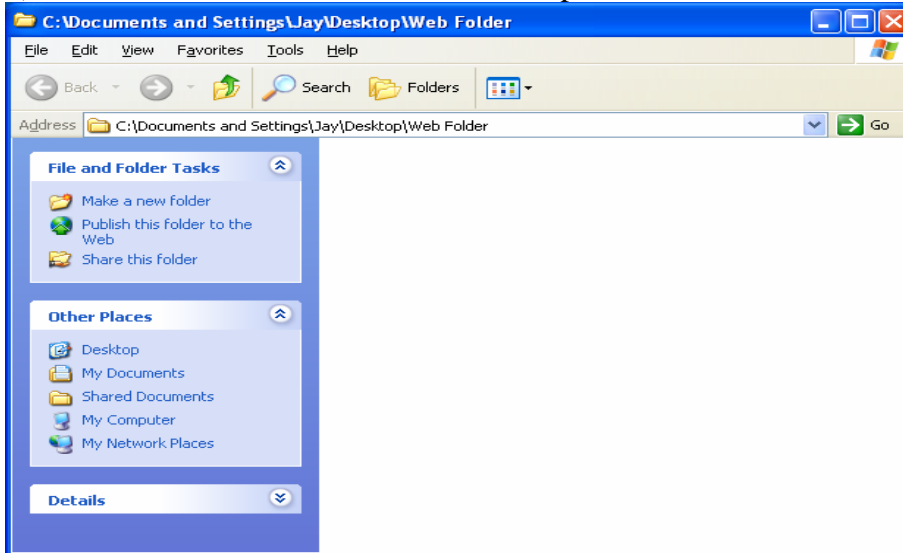 C:\Documents and Settings\Jay\Desktop\Web Folder
File Edit View Favorites Tools Help
Back Search Folders
Address C:\Documents and Settings\Jay\Desktop\Web Folder Go
File and Folder Tasks
Make a new folder
Publish this folder to the
Web
Share this folder
Other Places
Desktop
My Documents
Shared Documents
My Computer
My Network Places
Details